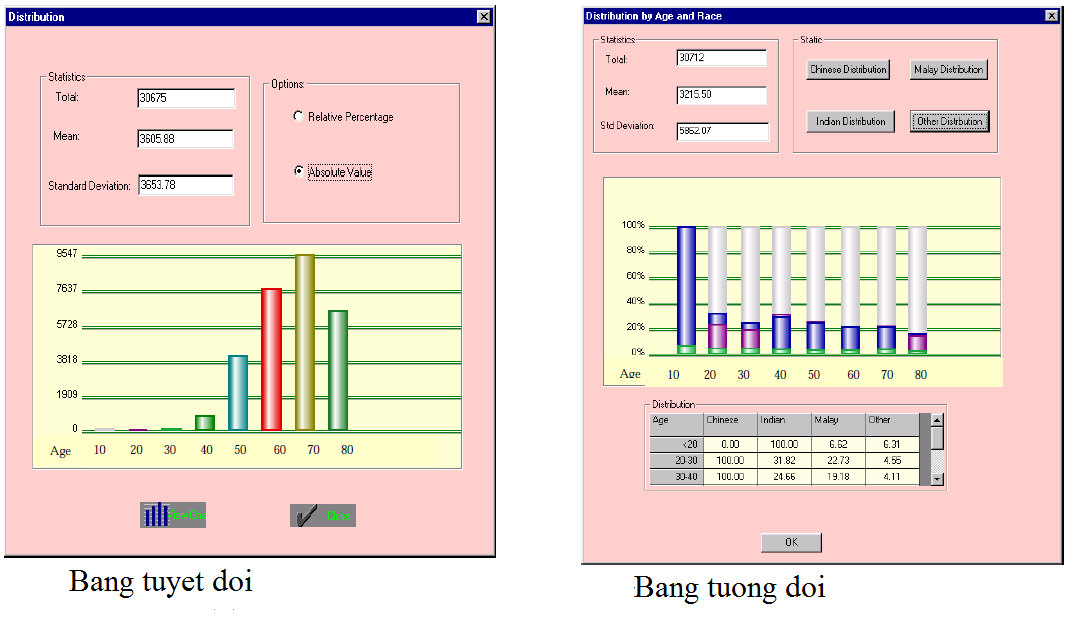 Distribution
Statistics
Total: 30675
Mean: 3605.88
Standard Deviation: 3653.78
Options:
Relative Percentage
Absolute Value
9547
7637
5728
3818
1909
0
Age 10 20 30 40 50 60 70 80
Close
Bang tuyet doi
Distribution by Age and Race
Statistics
Total: 30712
Mean: 3215.50
Std Deviation: 5862.07
Static
Chinese Distribution Malay Distribution
Indian Distribution Other Distribution
100%
80%
60%
40%
20%
0%
Age 10 20 30 40 50 60 70 80
Distribution
Age Chinese Indian Malay Other
<20 0.00 100.00 6.62 6.31
20-30 100.00 31.82 22.73 4.55
30-40 100.00 24.66 19.18 4.11
OK
Bang tuong doi